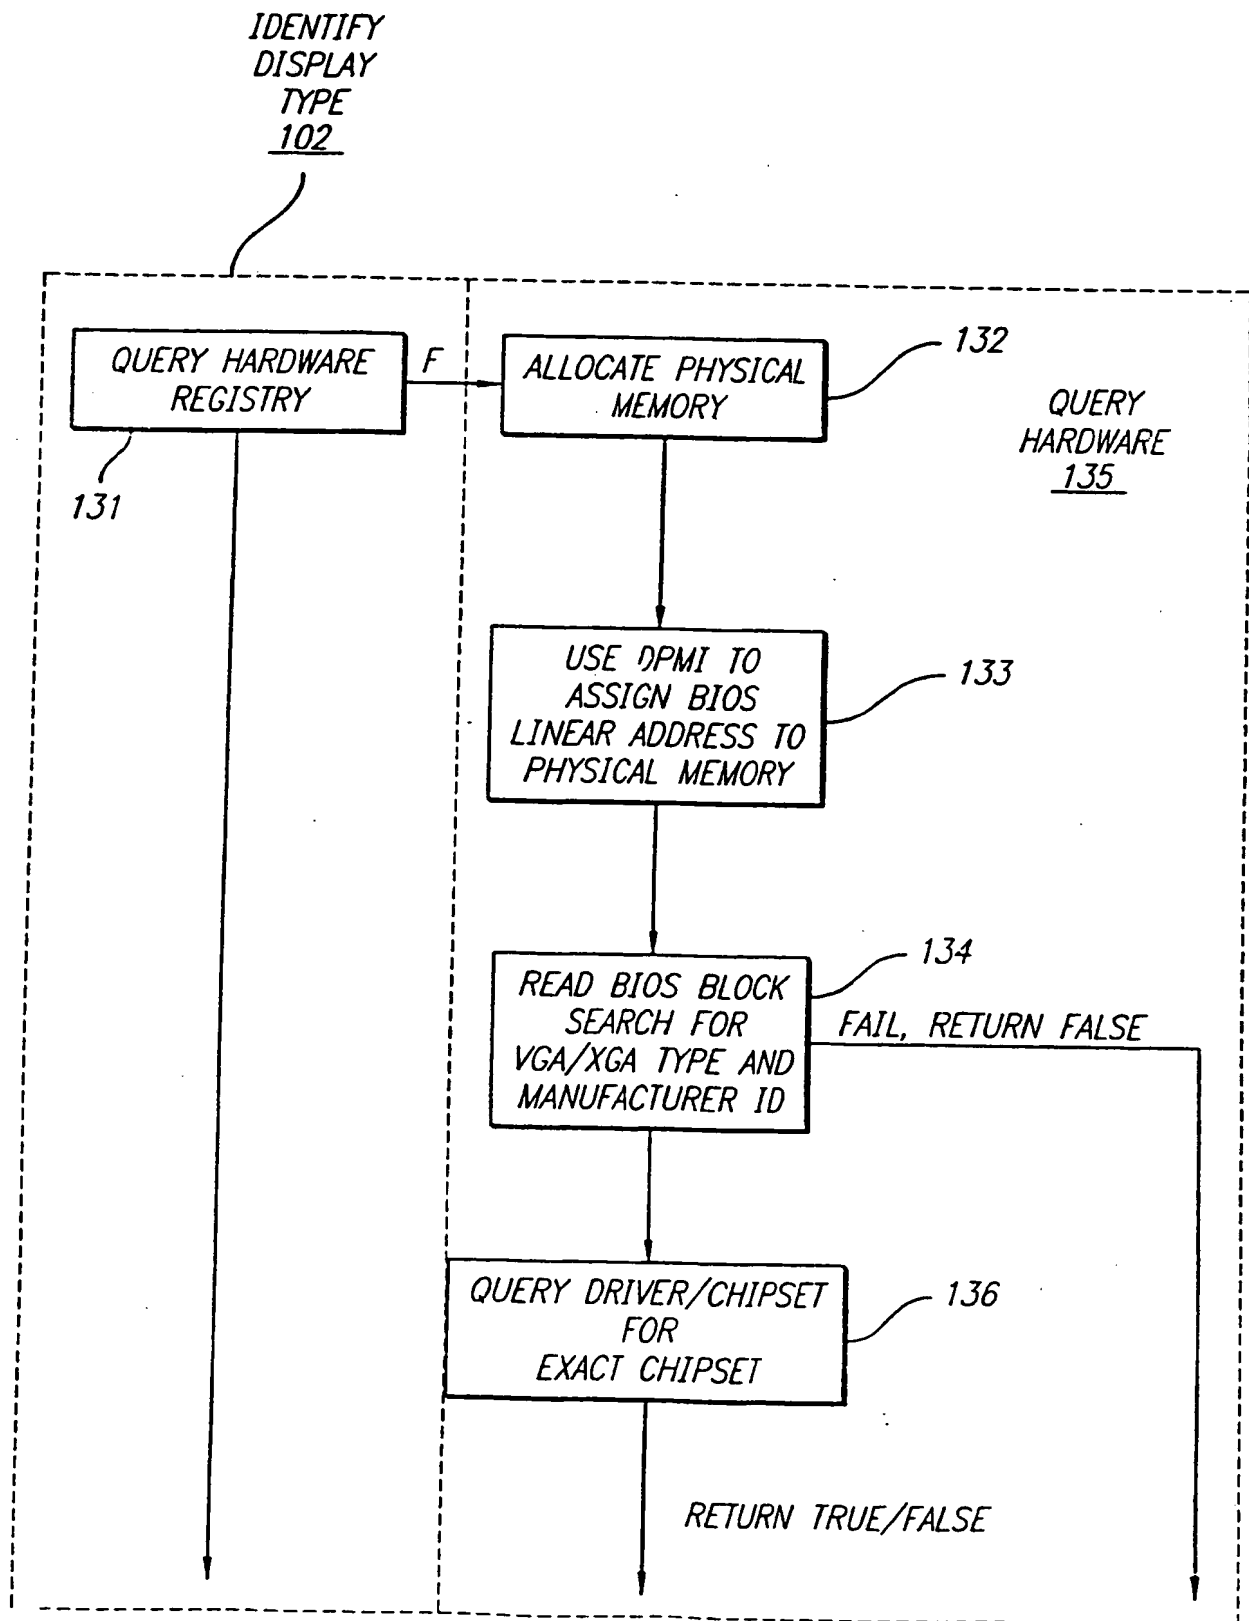 IDENTIFY
DISPLAY
TYPE
102
QUERY HARDWARE
REGISTRY
131
F
ALLOCATE PHYSICAL
MEMORY
132
QUERY
HARDWARE
135
USE DPMI TO
ASSIGN BIOS
LINEAR ADDRESS TO
PHYSICAL MEMORY
133
READ BIOS BLOCK
SEARCH FOR
VGA/XGA TYPE AND
MANUFACTURER ID
134
FAIL, RETURN FALSE
QUERY DRIVER/CHIPSET
FOR
EXACT CHIPSET
136
RETURN TRUE/FALSE